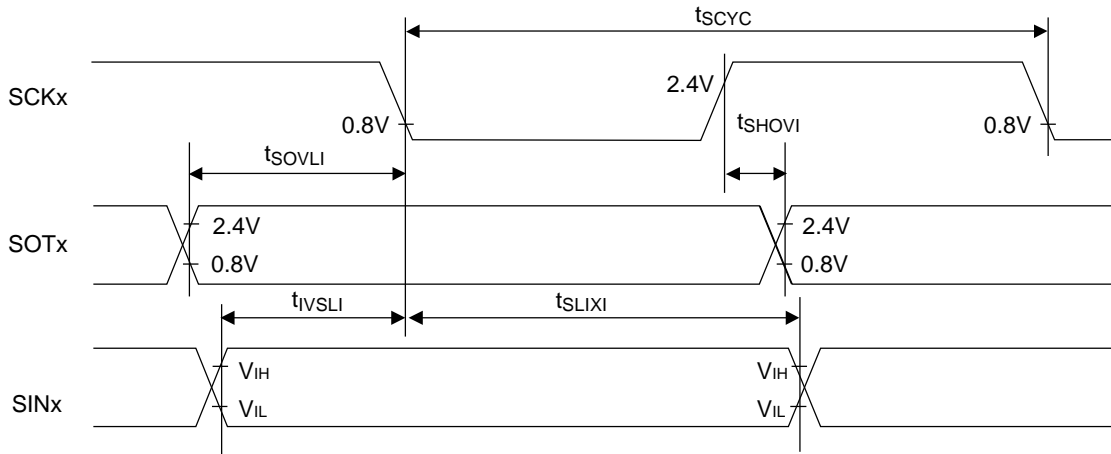 tSCYC
SCKx
2.4V
0.8V
tSHOVI
0.8V
tSOVLI
SOTx
2.4V
0.8V
2.4V
0.8V
tIVSLI
tSLIXI
SINx
VIH
VIL
VIH
VIL